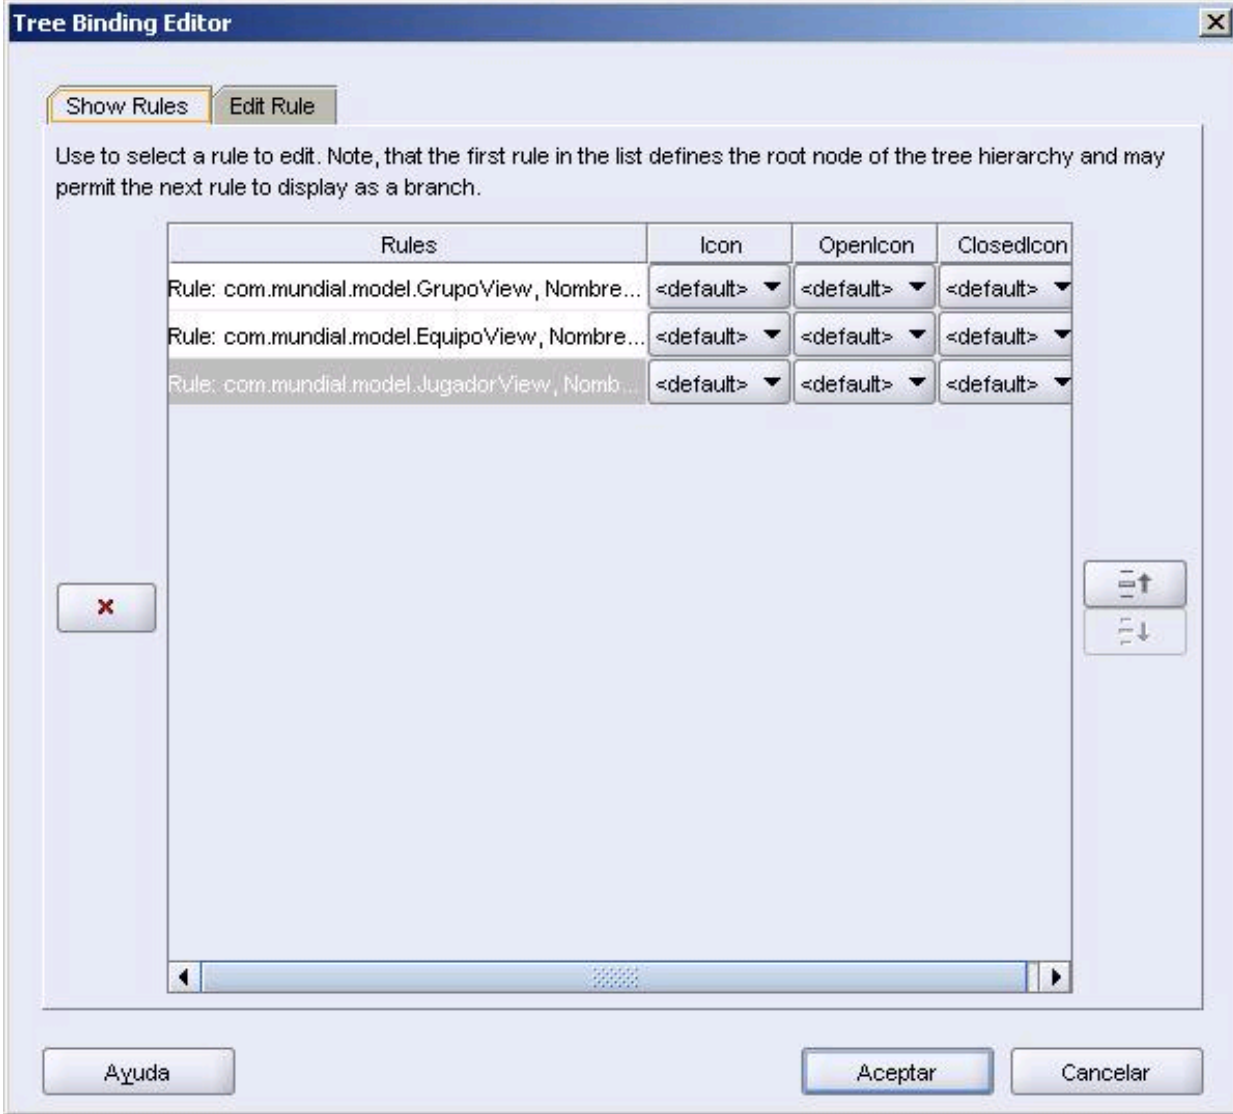 Tree Binding Editor
Show Rules Edit Rule
Use to select a rule to edit. Note, that the first rule in the list defines the root node of the tree hierarchy and may
permit the next rule to display as a branch.
Rules Icon OpenIcon ClosedIcon
Rule: com.mundial.model.GrupoView, Nombre... <default> <default> <default>
Rule: com.mundial.model.EquipoView, Nombre... <default> <default> <default>
Rule: com.mundial.model.JugadorView, Nomb... <default> <default> <default>
Ayuda Aceptar Cancelar